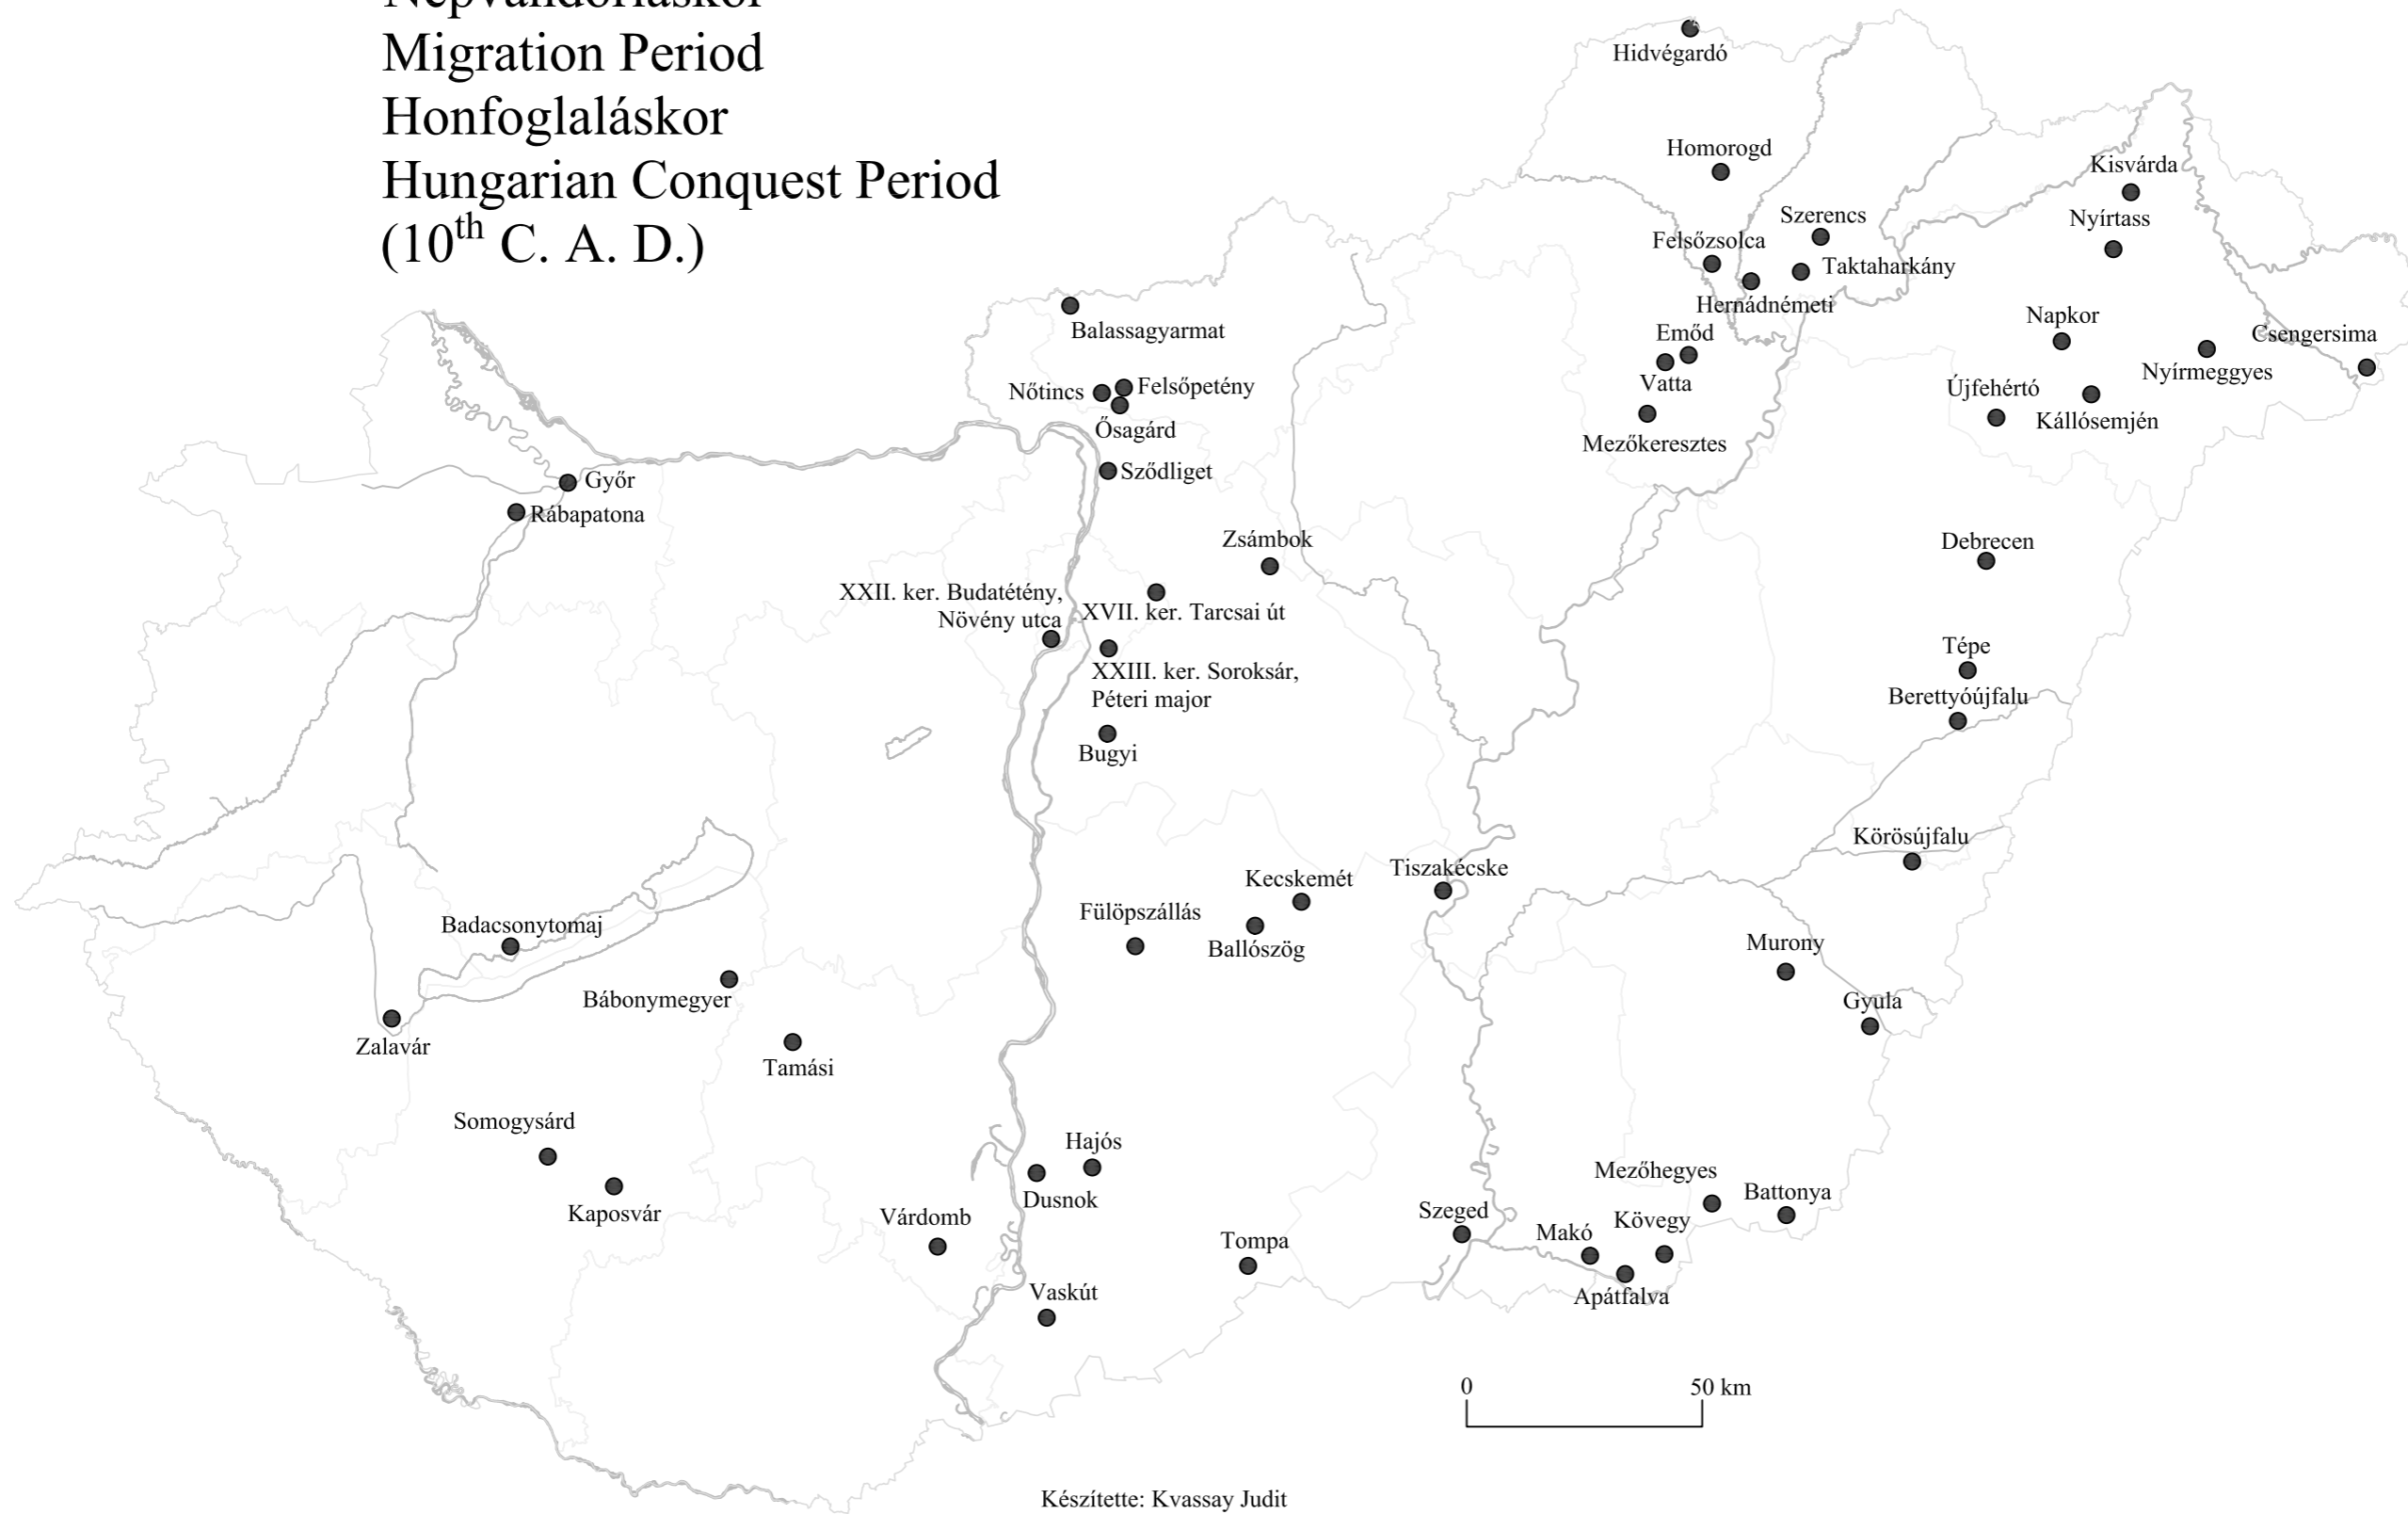 Népvándorláskor
Migration Period
Honfoglaláskor
Hungarian Conquest Period
(10th C. A. D.)
Hidvégardó
Homorogd
Kisvárda
Nyírtass
Szerencs
Felsőzsolca
Taktaharkány
Hernádnémeti
Napkor
Csengersima
Balassagyarmat
Emőd
Vatta
Nyírmeggyes
Újfehértó
Kállósemjén
Nőtincs
Felsőpetény
Ősagárd
Mezőkeresztes
Sződliget
Győr
Rábapatona
Zsámbok
Debrecen
XXII. ker. Budatétény,
Növény utca
XVII. ker. Tarcsai út
XXIII. ker. Soroksár,
Péteri major
Tépe
Berettyóújfalu
Bugyi
Körösújfalu
Tiszakécske
Kecskemét
Fülöpszállás
Ballószög
Badacsonytomaj
Murony
Bábonymegyer
Gyula
Zalavár
Tamási
Somogysárd
Hajós
Dusnok
Kaposvár
Mezőhegyes
Battonya
Várdomb
Szeged
Makó
Kövegy
Tompa
Apátfalva
Vaskút
0 50 km
Készítette: Kvassay Judit